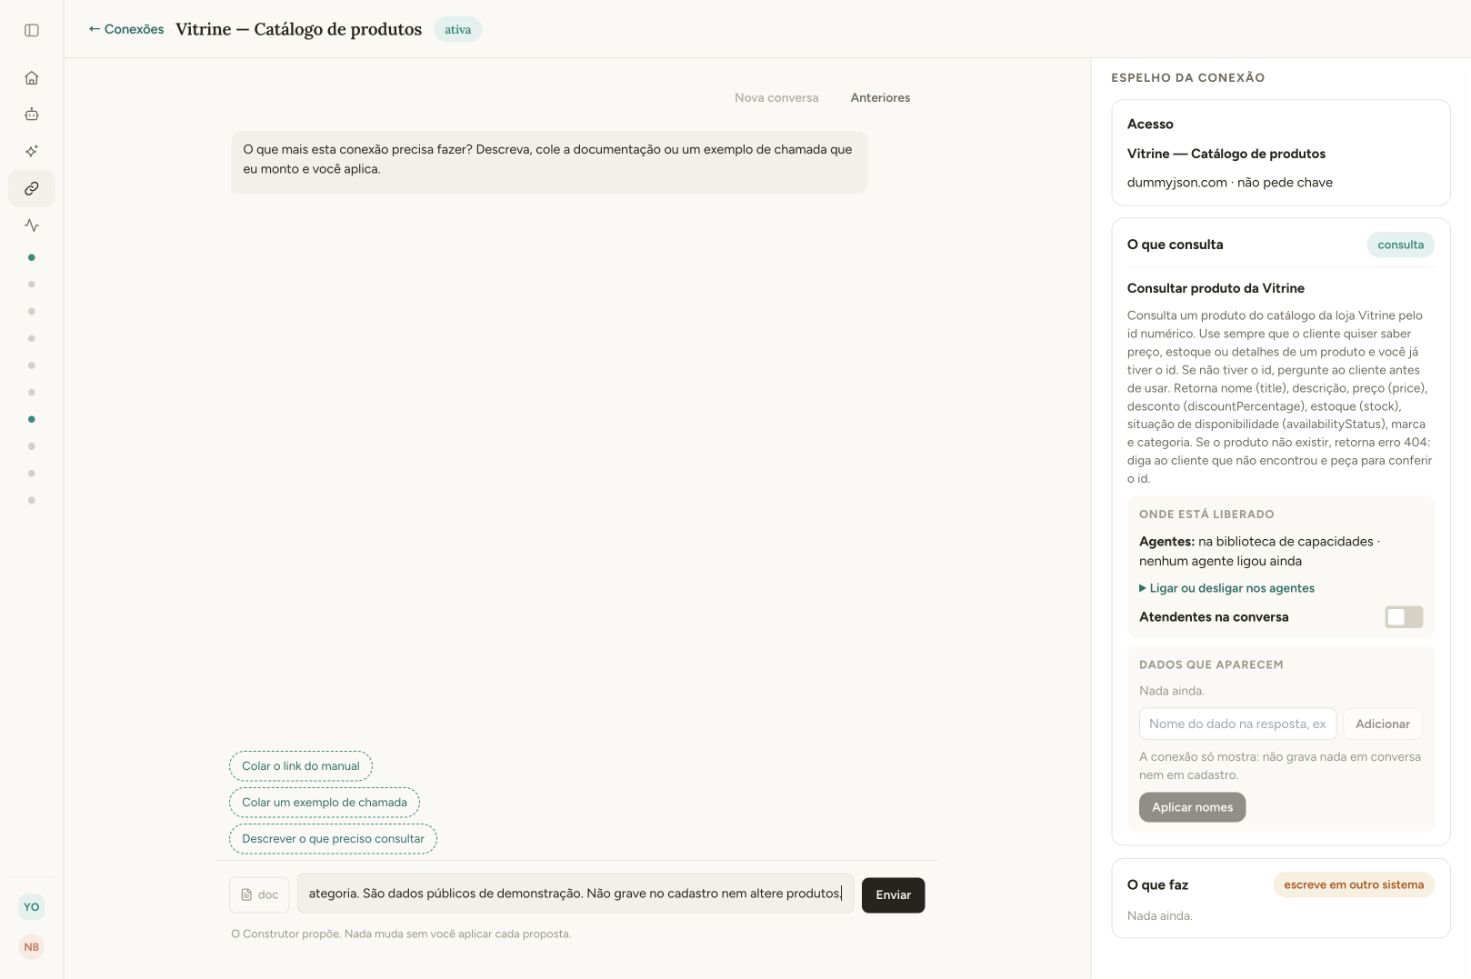 ← Conexões
Vitrine — Catálogo de produtos
ativa
Nova conversa
Anteriores
O que mais esta conexão precisa fazer? Descreva, cole a documentação ou um exemplo de chamada que
eu monto e você aplica.
Colar o link do manual
Colar um exemplo de chamada
Descrever o que preciso consultar
doc
ategoria. São dados públicos de demonstração. Não grave no cadastro nem altere produtos.
Enviar
O Construtor propõe. Nada muda sem você aplicar cada proposta.
YO
NB
ESPELHO DA CONEXÃO
Acesso
Vitrine — Catálogo de produtos
dummyjson.com · não pede chave
O que consulta
consulta
Consultar produto da Vitrine
Consulta um produto do catálogo da loja Vitrine pelo
id numérico. Use sempre que o cliente quiser saber
preço, estoque ou detalhes de um produto e você já
tiver o id. Se não tiver o id, pergunte ao cliente antes
de usar. Retorna nome (title), descrição, preço (price),
desconto (discountPercentage), estoque (stock),
situação de disponibilidade (availabilityStatus), marca
e categoria. Se o produto não existir, retorna erro 404:
diga ao cliente que não encontrou e peça para conferir
o id.
ONDE ESTÁ LIBERADO
Agentes: na biblioteca de capacidades ·
nenhum agente ligou ainda
▶ Ligar ou desligar nos agentes
Atendentes na conversa
DADOS QUE APARECEM
Nada ainda.
Nome do dado na resposta, ex
Adicionar
A conexão só mostra: não grava nada em conversa
nem em cadastro.
Aplicar nomes
O que faz
escreve em outro sistema
Nada ainda.